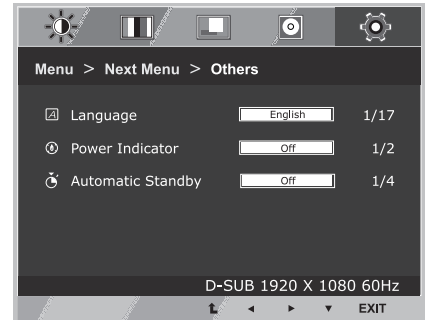 Menu > Next Menu > Others
Language English 1/17
Power Indicator Off 1/2
Automatic Standby Off 1/4
D-SUB 1920 X 1080 60Hz
EXIT